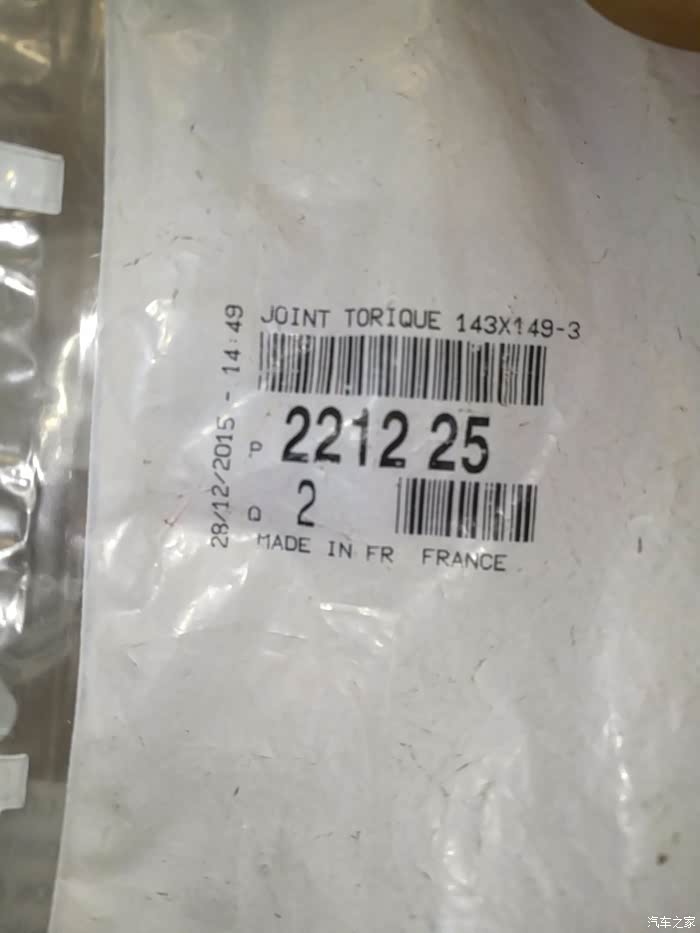 JOINT TORIQUE 143X149-3
28/12/2015 - 14:49
P 2212 25
Q 2
MADE IN FR FRANCE
汽车之家